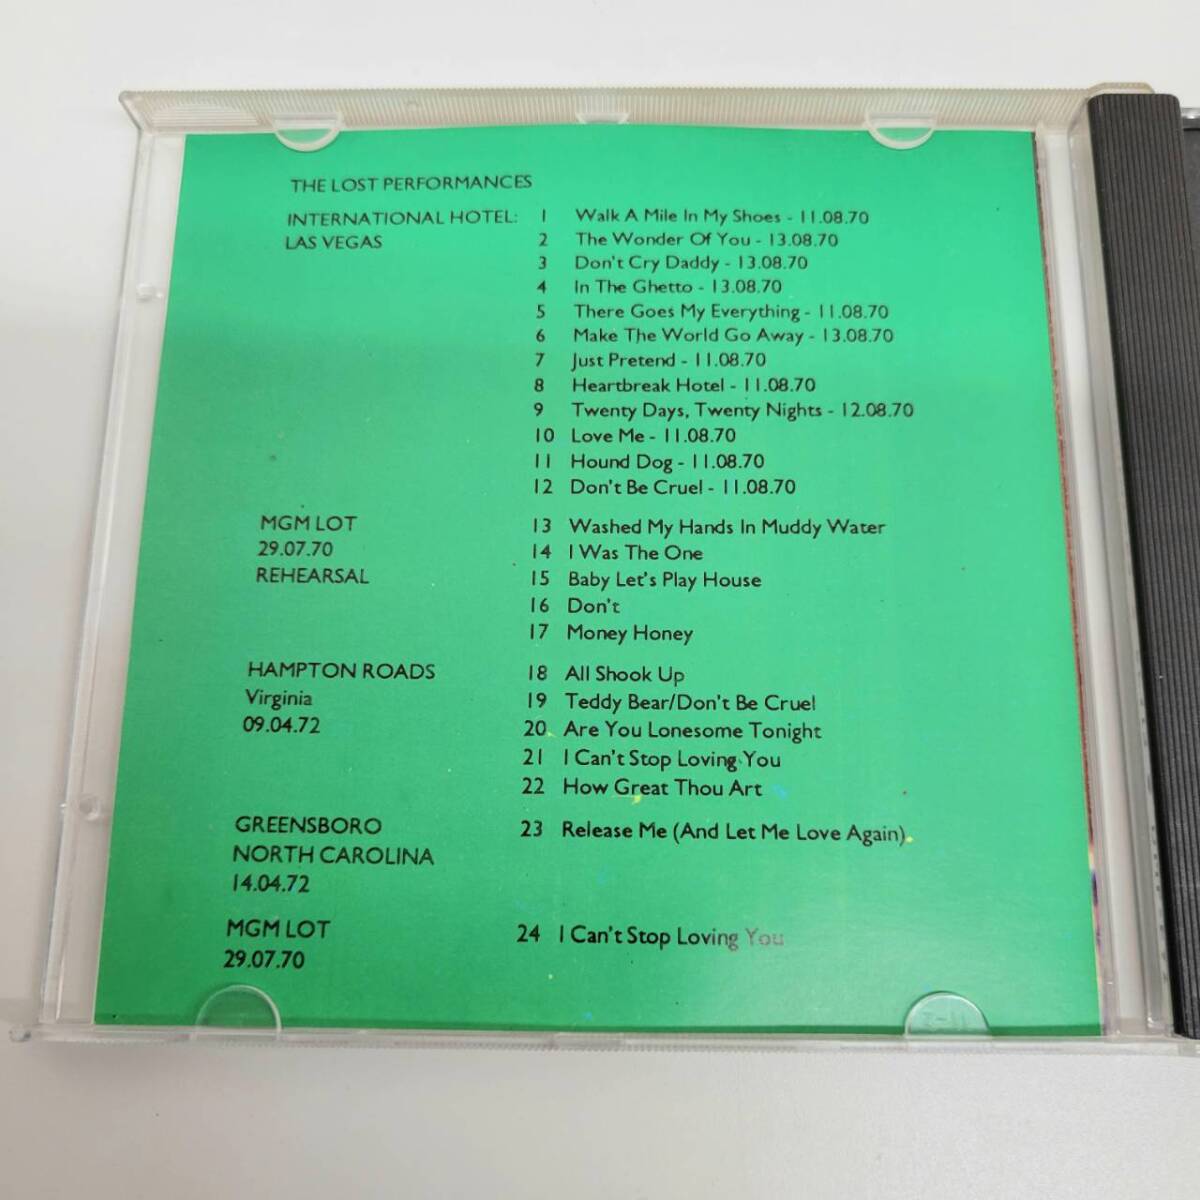 THE LOST PERFORMANCES
INTERNATIONAL HOTEL: 1 Walk A Mile In My Shoes - 11.08.70
LAS VEGAS 2 The Wonder Of You - 13.08.70
3 Don't Cry Daddy - 13.08.70
4 In The Ghetto - 13.08.70
5 There Goes My Everything - 11.08.70
6 Make The World Go Away - 13.08.70
7 Just Pretend - 11.08.70
8 Heartbreak Hotel - 11.08.70
9 Twenty Days, Twenty Nights - 12.08.70
10 Love Me - 11.08.70
11 Hound Dog - 11.08.70
12 Don't Be Cruel - 11.08.70
MGM LOT 13 Washed My Hands In Muddy Water
29.07.70 14 I Was The One
REHEARSAL 15 Baby Let's Play House
16 Don't
17 Money Honey
HAMPTON ROADS 18 All Shook Up
Virginia 19 Teddy Bear/Don't Be Cruel
09.04.72 20 Are You Lonesome Tonight
21 I Can't Stop Loving You
22 How Great Thou Art
GREENSBORO 23 Release Me (And Let Me Love Again)
NORTH CAROLINA
14.04.72
MGM LOT 24 I Can't Stop Loving You
29.07.70